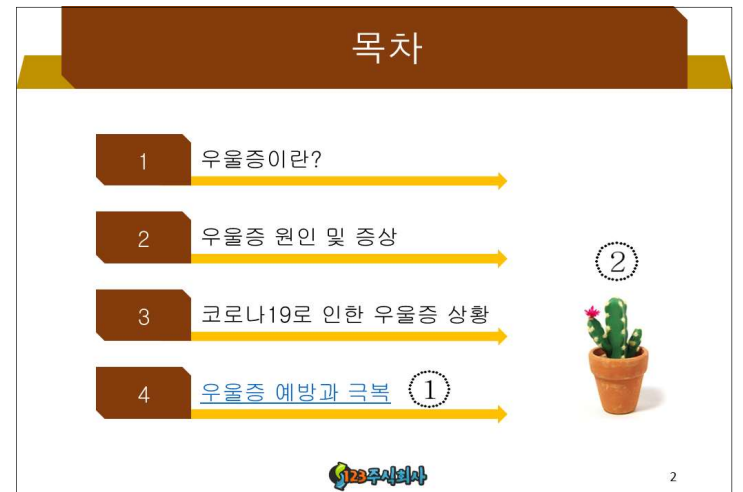 목차
1 우울증이란?
2 우울증 원인 및 증상
②
3 코로나19로 인한 우울증 상황
4 우울증 예방과 극복 ①
123주식회사
2